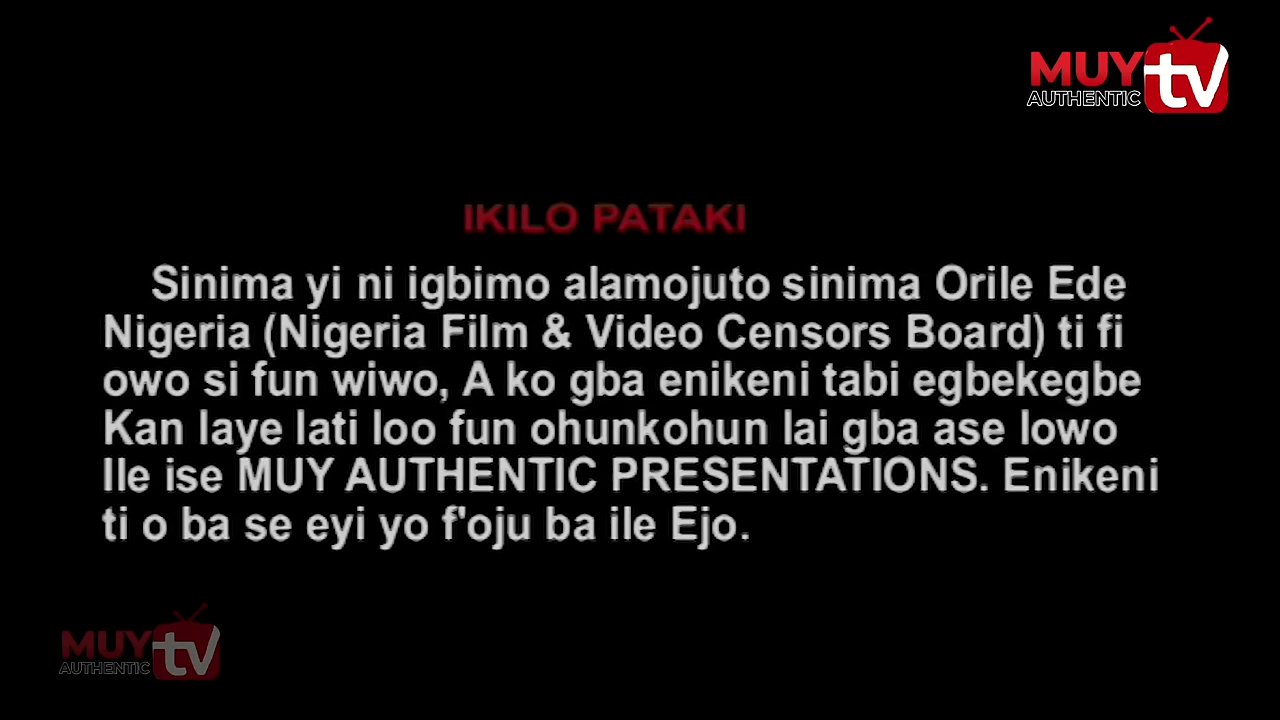 MUY tv
AUTHENTIC
IKILO PATAKI
Sinima yi ni igbimo alamojuto sinima Orile Ede
Nigeria (Nigeria Film & Video Censors Board) ti fi
owo si fun wiwo, A ko gba enikeni tabi egbekegbe
Kan laye lati loo fun ohunkohun lai gba ase lowo
Ile ise MUY AUTHENTIC PRESENTATIONS. Enikeni
ti o ba se eyi yo f'oju ba ile Ejo.
MUY tv
AUTHENTIC